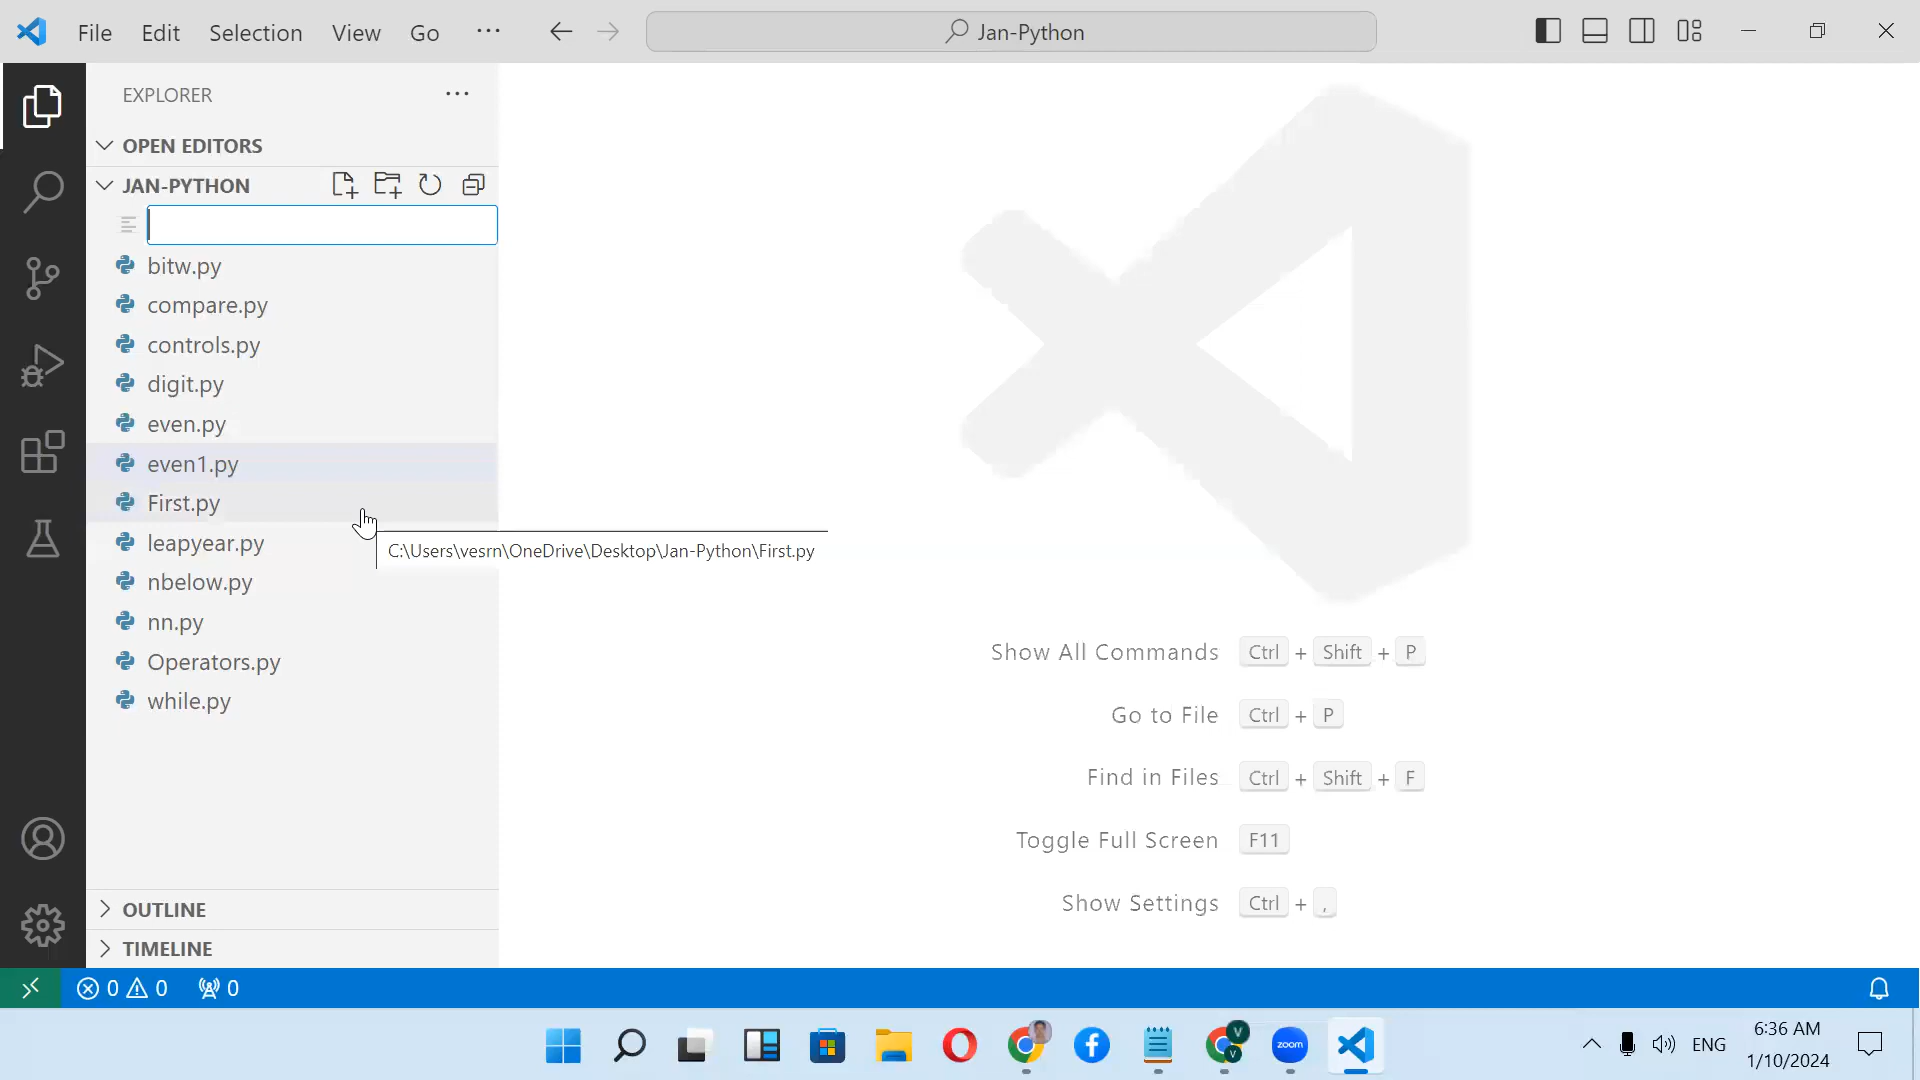 File Edit Selection View Go ··· Jan-Python
EXPLORER ···
OPEN EDITORS
JAN-PYTHON
bitw.py
compare.py
controls.py
digit.py
even.py
even1.py
First.py
C:\Users\vesrn\OneDrive\Desktop\Jan-Python\First.py
leapyear.py
nbelow.py
nn.py
Operators.py
while.py
Show All Commands Ctrl + Shift + P
Go to File Ctrl + P
Find in Files Ctrl + Shift + F
Toggle Full Screen F11
Show Settings Ctrl + ,
OUTLINE
TIMELINE
0 0 0
zoom
V
V
ENG
6:36 AM
1/10/2024